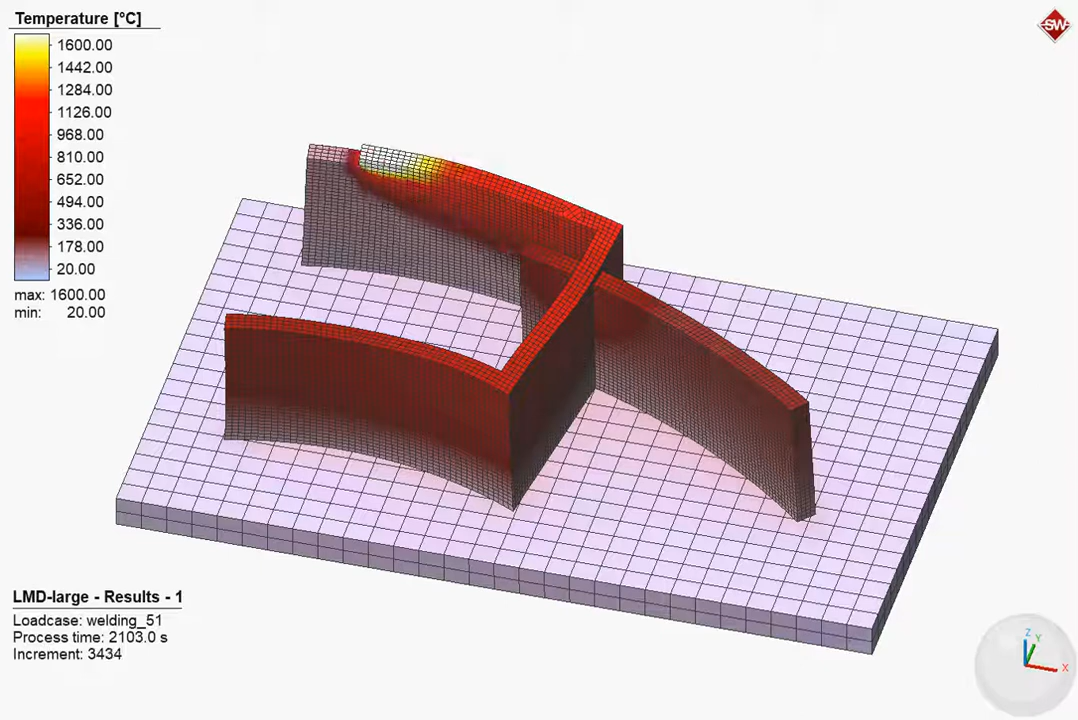 Temperature [°C]
1600.00
1442.00
1284.00
1126.00
968.00
810.00
652.00
494.00
336.00
178.00
20.00
max: 1600.00
min: 20.00
SW
LMD-large - Results - 1
Loadcase: welding_51
Process time: 2103.0 s
Increment: 3434
Z
Y
X